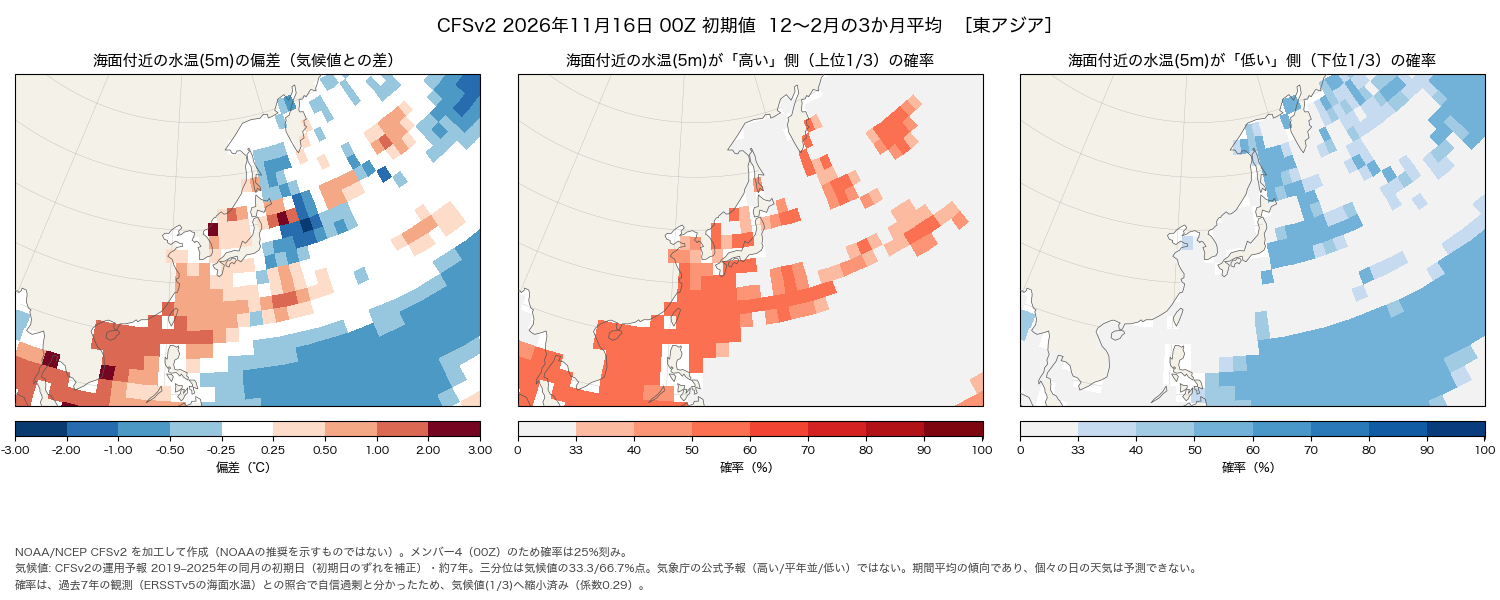 CFSv2 2026年11月16日 00Z 初期値 12～2月の3か月平均 ［東アジア］
海面付近の水温(5m)の偏差（気候値との差）
海面付近の水温(5m)が「高い」側（上位1/3）の確率
海面付近の水温(5m)が「低い」側（下位1/3）の確率
-3.00 -2.00 -1.00 -0.50 -0.25 0.25 0.50 1.00 2.00 3.00
偏差（℃）
0 33 40 50 60 70 80 90 100
確率（%）
0 33 40 50 60 70 80 90 100
確率（%）
NOAA/NCEP CFSv2 を加工して作成（NOAAの推奨を示すものではない）。メンバー4（00Z）のため確率は25%刻み。
気候値: CFSv2の運用予報 2019–2025年の同月の初期日（初期日のずれを補正）・約7年。三分位は気候値の33.3/66.7%点。気象庁の公式予報（高い/平年並/低い）ではない。期間平均の傾向であり、個々の日の天気は予測できない。
確率は、過去7年の観測（ERSSTv5の海面水温）との照合で自信過剰と分かったため、気候値(1/3)へ縮小済み（係数0.29）。